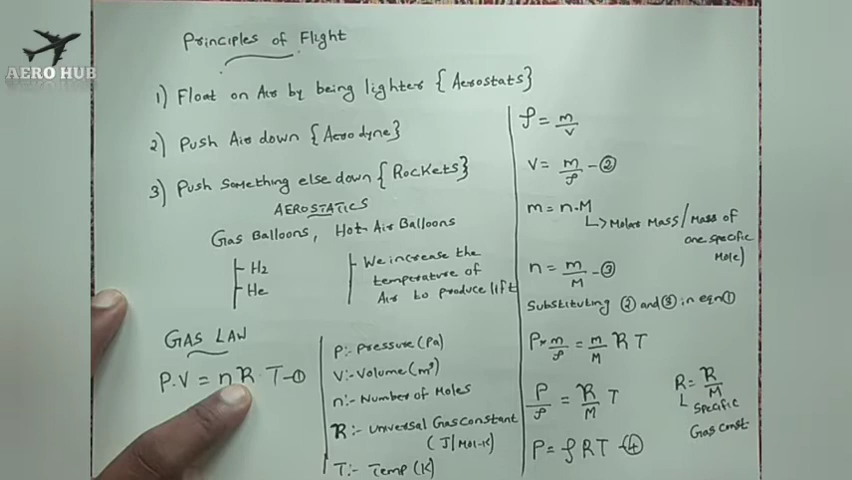 AERO HUB
Principles of Flight
1) Float on Air by being lighter {Aerostats}
2) Push Air down {Aerodyne}
3) Push Something else down {Rockets}
AEROSTATICS
Gas Balloons, Hot Air Balloons
H2
He
We increase the
temperature of
Air to produce lift
GAS LAW
P.V = nR.T-①
P:- Pressure (Pa)
V:- Volume (m³)
n:- Number of Moles
R:- Universal Gas Constant
(J/Mol-K)
T:- Temp (K)
ρ = m/V
V = m/ρ -②
m = n.M
↳ Molar Mass/Mass of
one specific
Mole)
n = m/M -③
Substituting ② and ③ in eqn ①
P×m/ρ = m/M RT
P/ρ = R/M T
P = ρRT -④
R = R/M
Specific
Gas Const